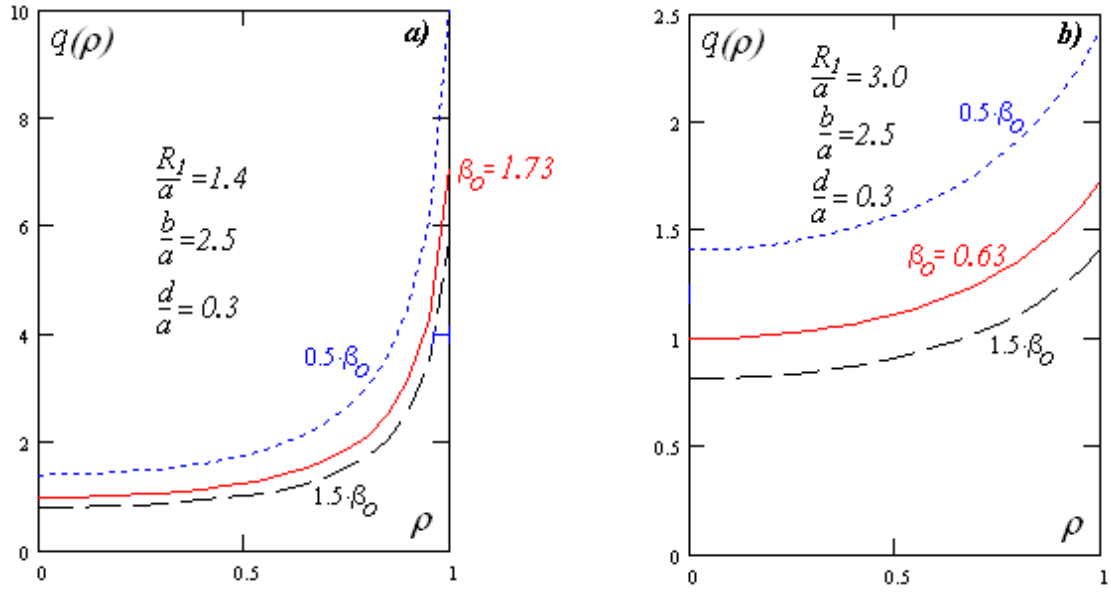 10
q(ρ)
a)
8
R₁/a =1.4
β₀= 1.73
6
b/a =2.5
d/a = 0.3
4
0.5·β₀
2
1.5·β₀
ρ
0
0
0.5
1
2.5
q(ρ)
b)
R₁/a = 3.0
0.5·β₀
2
b/a =2.5
d/a =0.3
1.5
β₀= 0.63
1
1.5·β₀
0.5
ρ
0
0
0.5
1